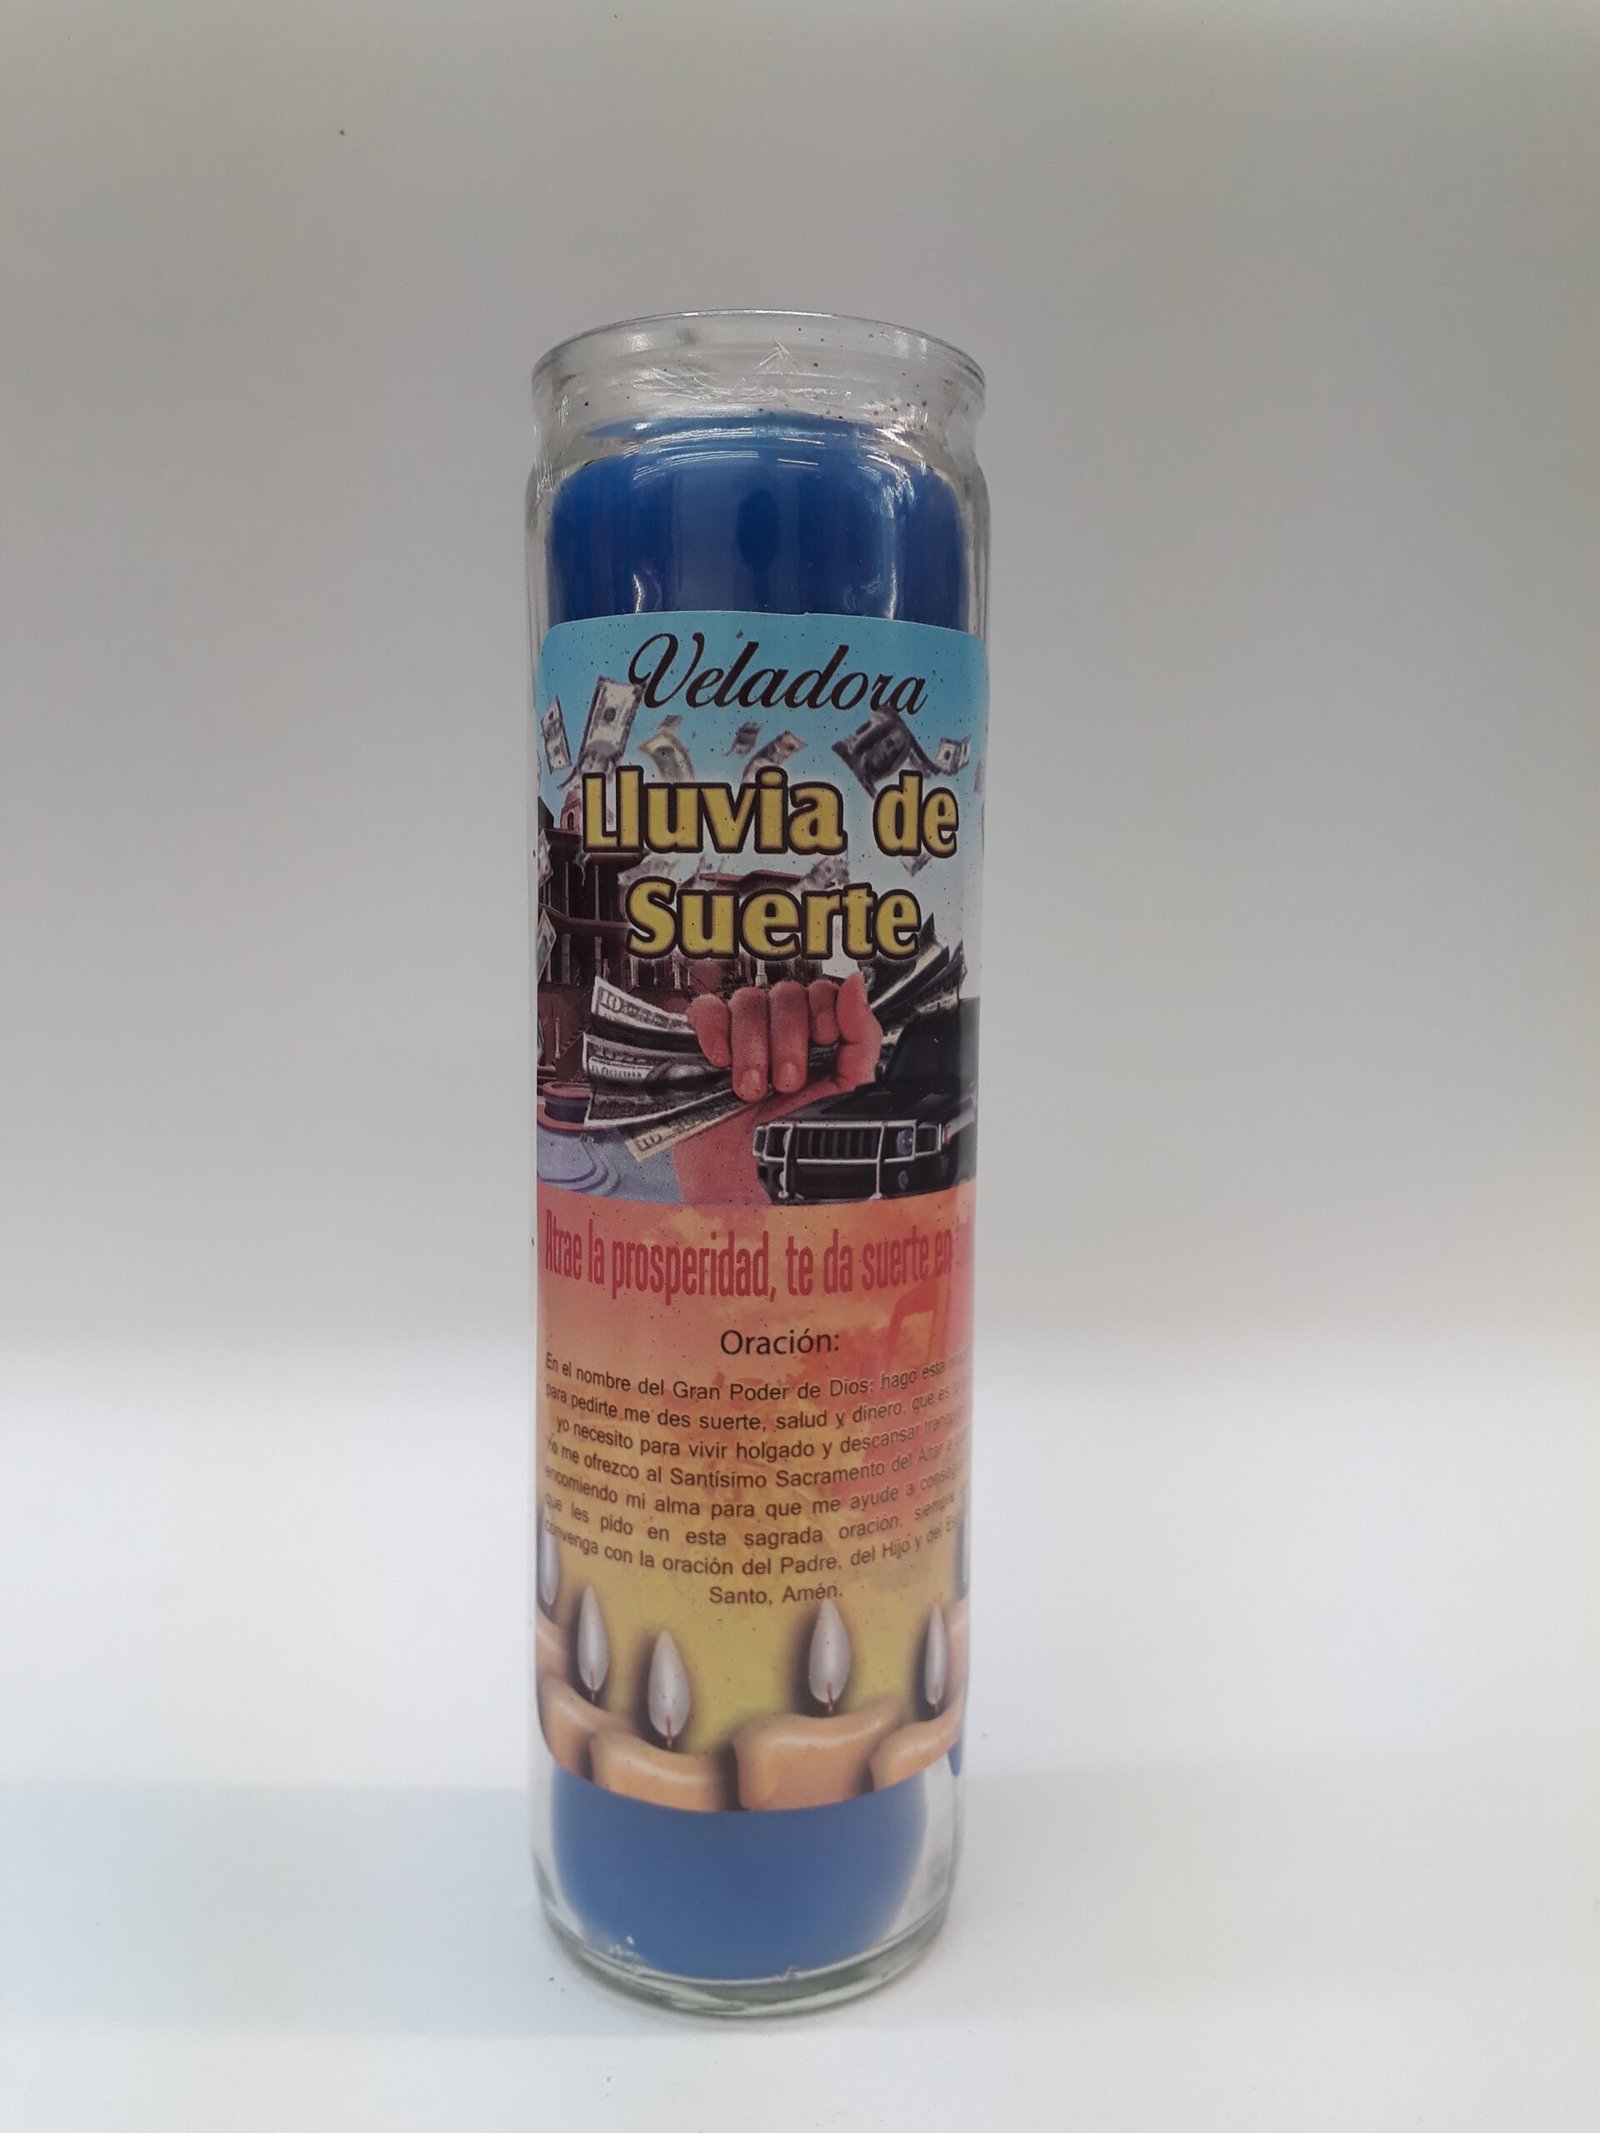 Veladora
Lluvia de
Suerte
Atrae la prosperidad, te da suerte en
Oración:
En el nombre del Gran Poder de Dios; hago esta
para pedirte me des suerte, salud y dinero, que es
yo necesito para vivir holgado y descansar
Yo me ofrezco al Santísimo Sacramento del Altar a
encomiendo mi alma para que me ayude a
que les pido en esta sagrada oración, siempre
convenga con la oración del Padre, del Hijo y del
Santo, Amén.